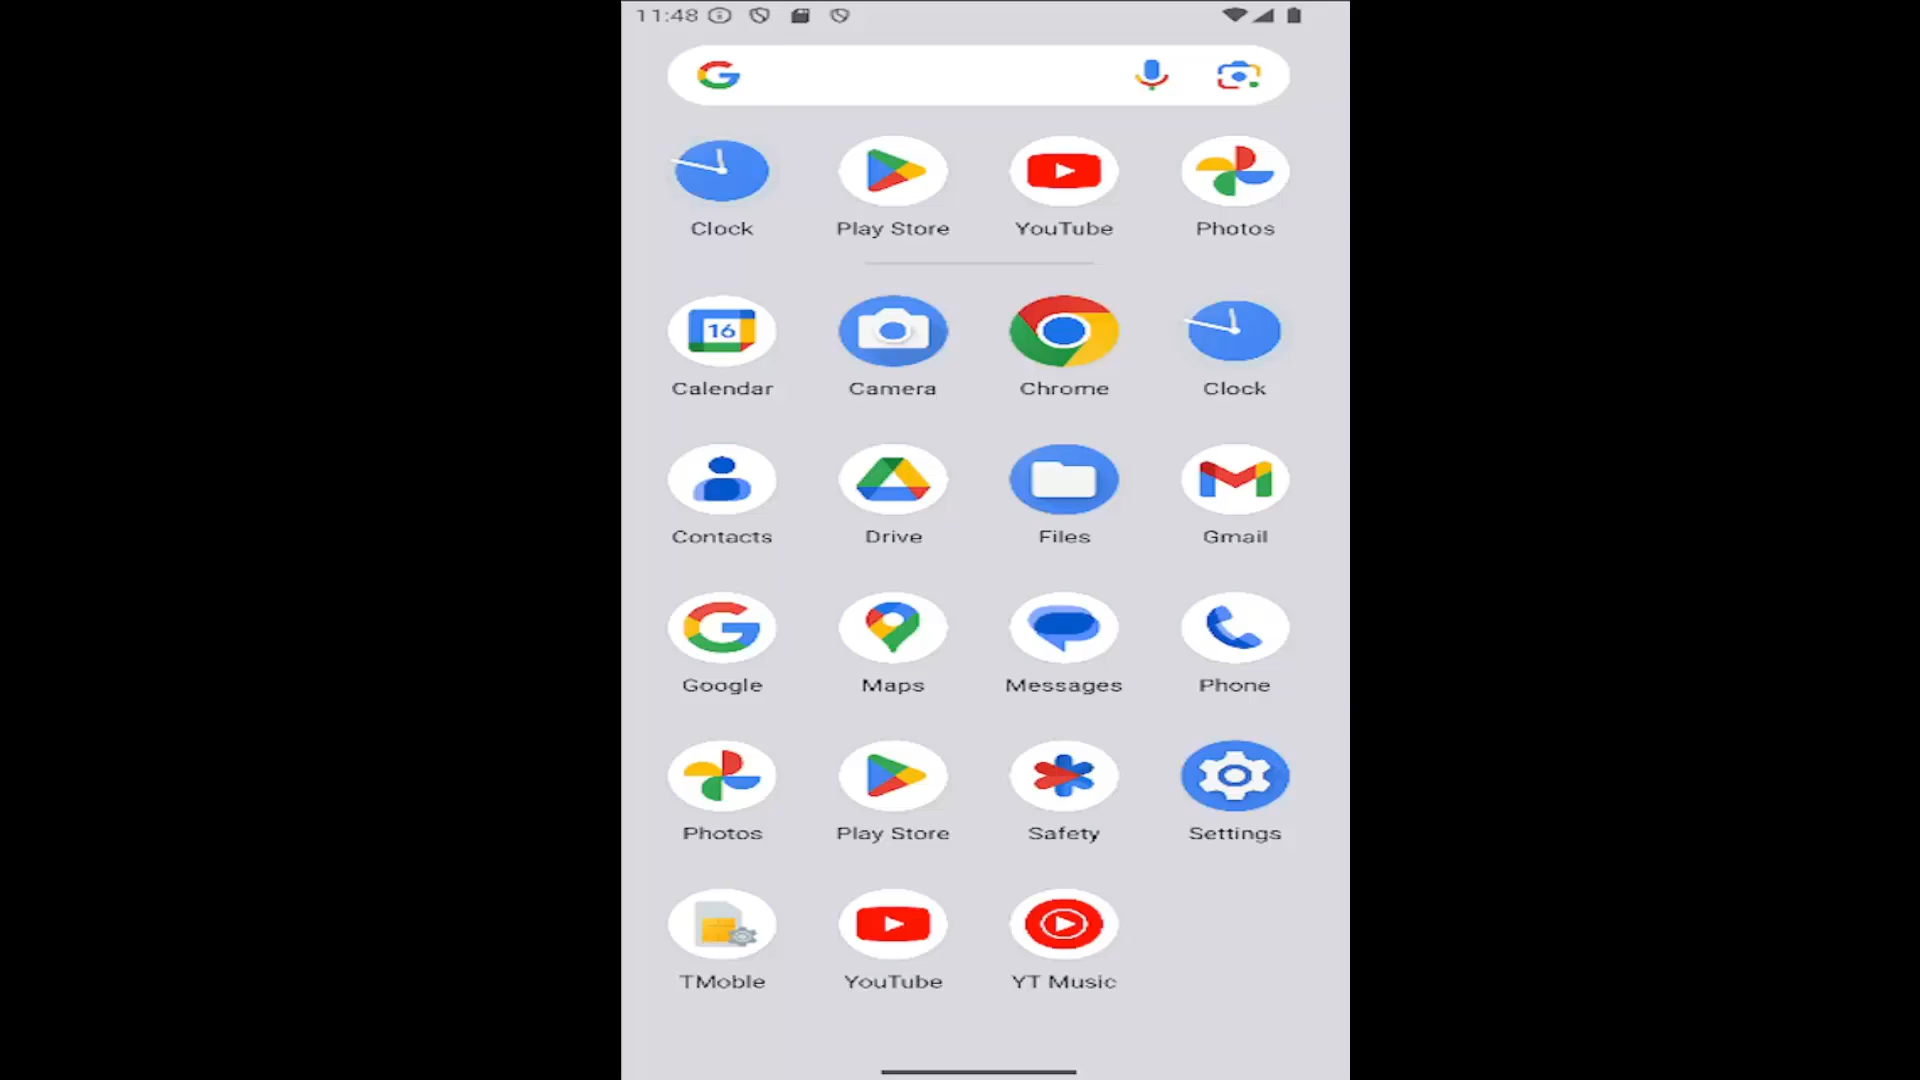 11:48
Clock Play Store YouTube Photos
16
Calendar Camera Chrome Clock
Contacts Drive Files Gmail
Google Maps Messages Phone
Photos Play Store Safety Settings
TMoble YouTube YT Music